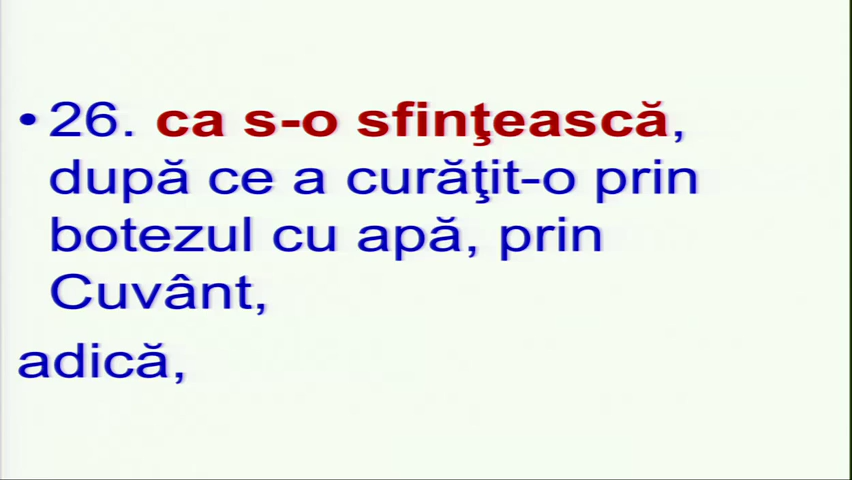 • 26. ca s-o sfinţească,
după ce a curăţit-o prin
botezul cu apă, prin
Cuvânt,
adică,